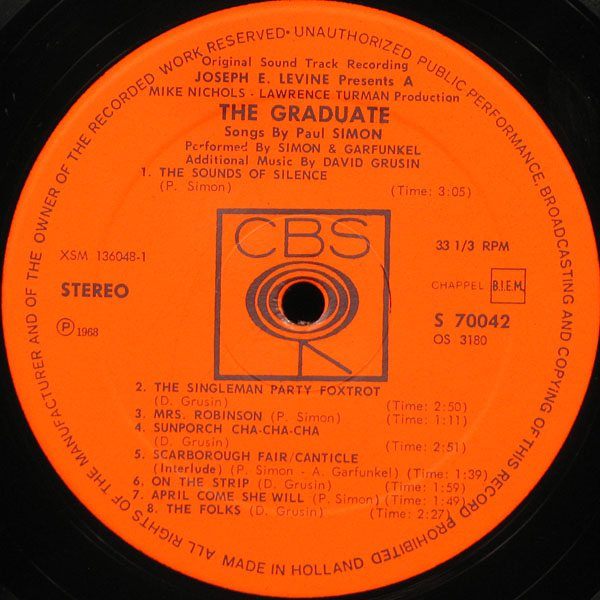 ALL RIGHTS OF THE MANUFACTURER AND OF THE OWNER OF THE RECORDED WORK RESERVED • UNAUTHORIZED PUBLIC PERFORMANCE, BROADCASTING AND COPYING OF THIS RECORD PROHIBITED
Original Sound Track Recording
JOSEPH E. LEVINE Presents A
MIKE NICHOLS - LAWRENCE TURMAN Production
THE GRADUATE
Songs By Paul SIMON
Performed By SIMON & GARFUNKEL
Additional Music By DAVID GRUSIN
1. THE SOUNDS OF SILENCE
(P. Simon) (Time: 3:05)
CBS
XSM 136048-1
33 1/3 RPM
STEREO
CHAPPEL B.I.E.M.
S 70042
Ⓟ 1968
OS 3180
2. THE SINGLEMAN PARTY FOXTROT
(D. Grusin) (Time: 2:50)
3. MRS. ROBINSON (P. Simon) (Time: 1:11)
4. SUNPORCH CHA-CHA-CHA
(D. Grusin) (Time: 2:51)
5. SCARBOROUGH FAIR/CANTICLE
(Interlude) (P. Simon - A. Garfunkel) (Time: 1:39)
6. ON THE STRIP (D. Grusin) (Time: 1:59)
7. APRIL COME SHE WILL (P. Simon) (Time: 1:49)
8. THE FOLKS (D. Grusin) (Time: 2:27)
MADE IN HOLLAND